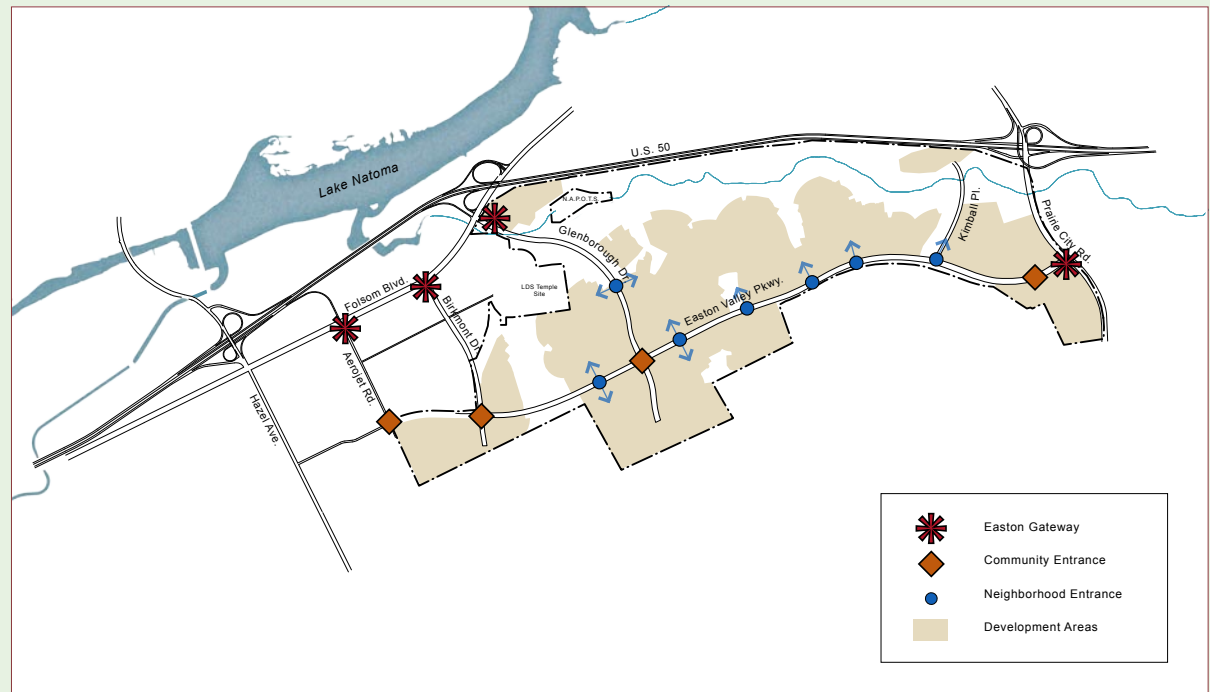 U.S. 50
Lake Natoma
N.A.P.O.T.S.
Kimball Pl.
Prairie City Rd.
Glenborough Dr.
LDS Temple
Site
Folsom Blvd.
Birkmont Dr.
Easton Valley Pkwy.
Aerojet Rd.
Hazel Ave.
Easton Gateway
Community Entrance
Neighborhood Entrance
Development Areas